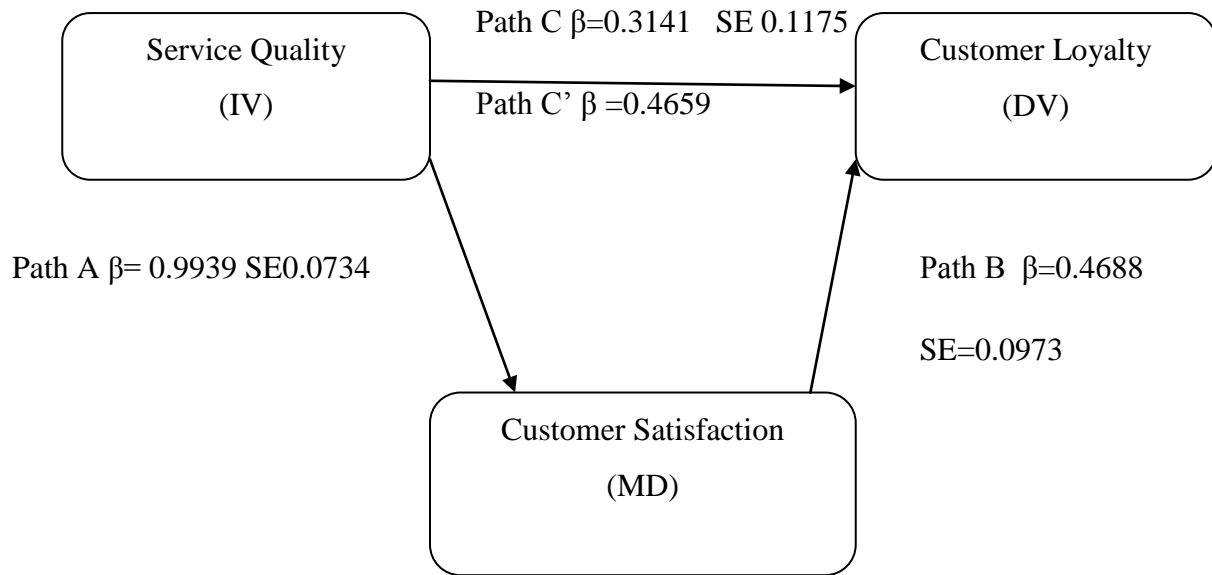 Path C β=0.3141 SE 0.1175
Service Quality
(IV)
Customer Loyalty
(DV)
Path C’ β =0.4659
Path A β= 0.9939 SE0.0734
Path B β=0.4688
SE=0.0973
Customer Satisfaction
(MD)